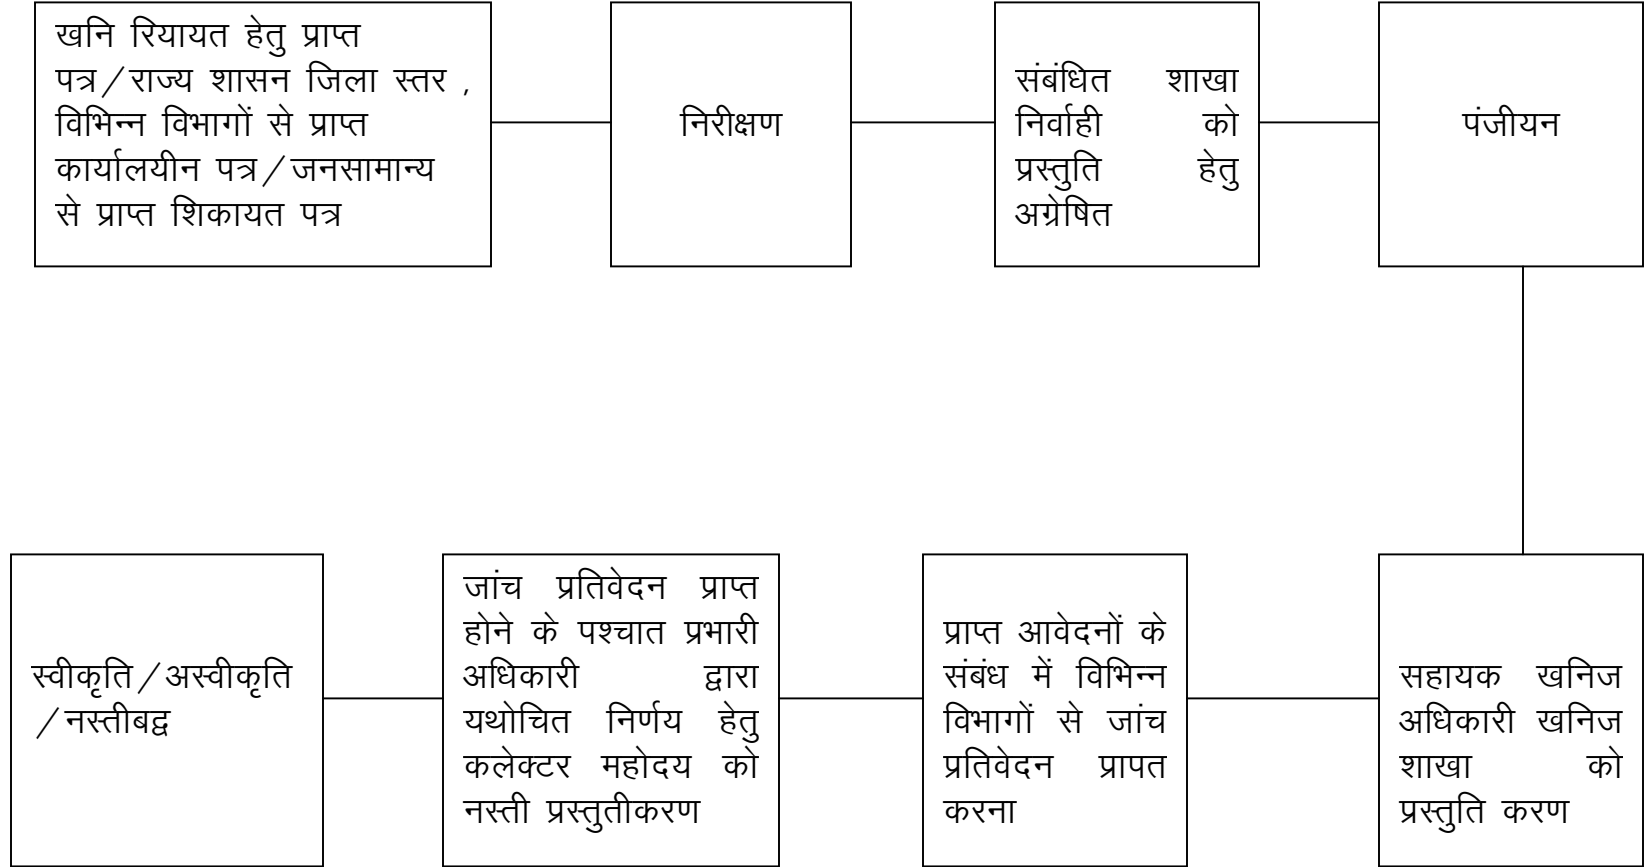 खनि रियायत हेतु प्राप्त
पत्र/राज्य शासन जिला स्तर ,
विभिन्न विभागों से प्राप्त
कार्यालयीन पत्र/जनसामान्य
से प्राप्त शिकायत पत्र
निरीक्षण
संबंधित शाखा
निर्वाही को
प्रस्तुति हेतु
अग्रेषित
पंजीयन
सहायक खनिज
अधिकारी खनिज
शाखा को
प्रस्तुति करण
प्राप्त आवेदनों के
संबंध में विभिन्न
विभागों से जांच
प्रतिवेदन प्रापत
करना
जांच प्रतिवेदन प्राप्त
होने के पश्चात प्रभारी
अधिकारी द्वारा
यथोचित निर्णय हेतु
कलेक्टर महोदय को
नस्ती प्रस्तुतीकरण
स्वीकृति/अस्वीकृति
/नस्तीबद्व